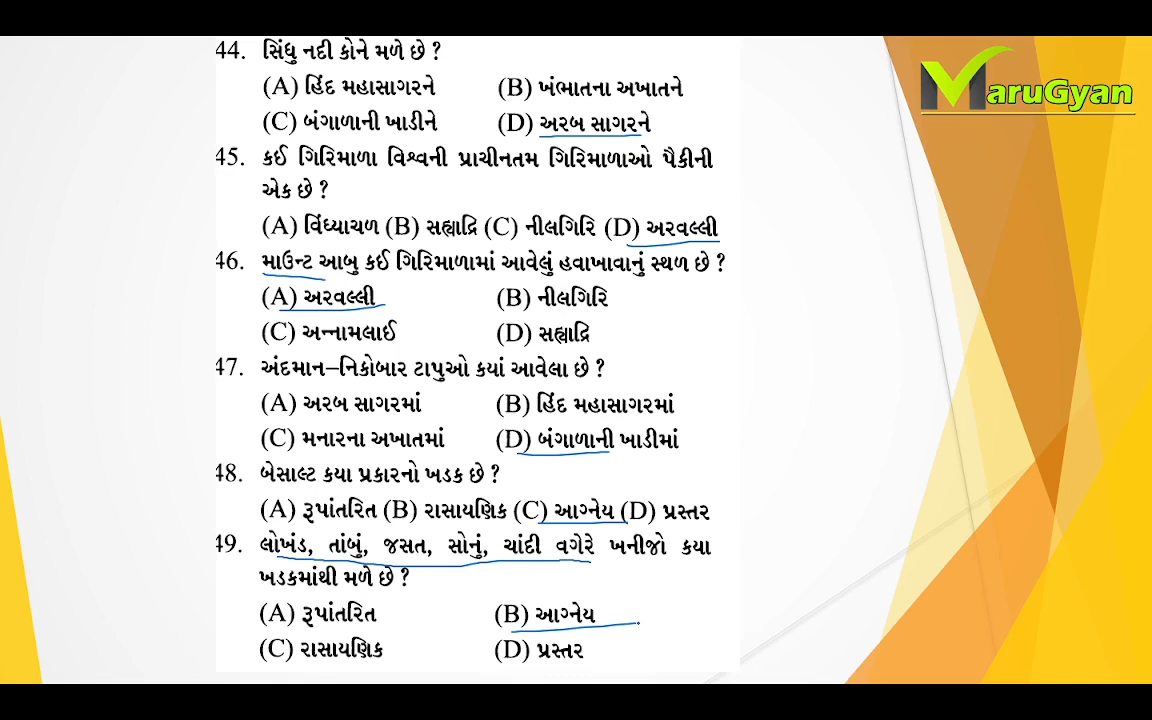 44. સિંધુ નદી કોને મળે છે ?
MaruGyan
(A) હિંદ મહાસાગરને (B) ખંભાતના અખાતને
(C) બંગાળાની ખાડીને (D) અરબ સાગરને
45. કઈ ગિરિમાળા વિશ્વની પ્રાચીનતમ ગિરિમાળાઓ પૈકીની
એક છે ?
(A) વિંધ્યાચળ (B) સહ્યાદ્રિ (C) નીલગિરિ (D) અરવલ્લી
46. માઉન્ટ આબુ કઈ ગિરિમાળામાં આવેલું હવાખાવાનું સ્થળ છે ?
(A) અરવલ્લી (B) નીલગિરિ
(C) અન્નામલાઈ (D) સહ્યાદ્રિ
47. અંદમાન–નિકોબાર ટાપુઓ કયાં આવેલા છે ?
(A) અરબ સાગરમાં (B) હિંદ મહાસાગરમાં
(C) મનારના અખાતમાં (D) બંગાળાની ખાડીમાં
48. બેસાલ્ટ કયા પ્રકારનો ખડક છે ?
(A) રૂપાંતરિત (B) રાસાયણિક (C) આગ્નેય (D) પ્રસ્તર
49. લોખંડ, તાંબું, જસત, સોનું, ચાંદી વગેરે ખનીજો કયા
ખડકમાંથી મળે છે ?
(A) રૂપાંતરિત (B) આગ્નેય
(C) રાસાયણિક (D) પ્રસ્તર